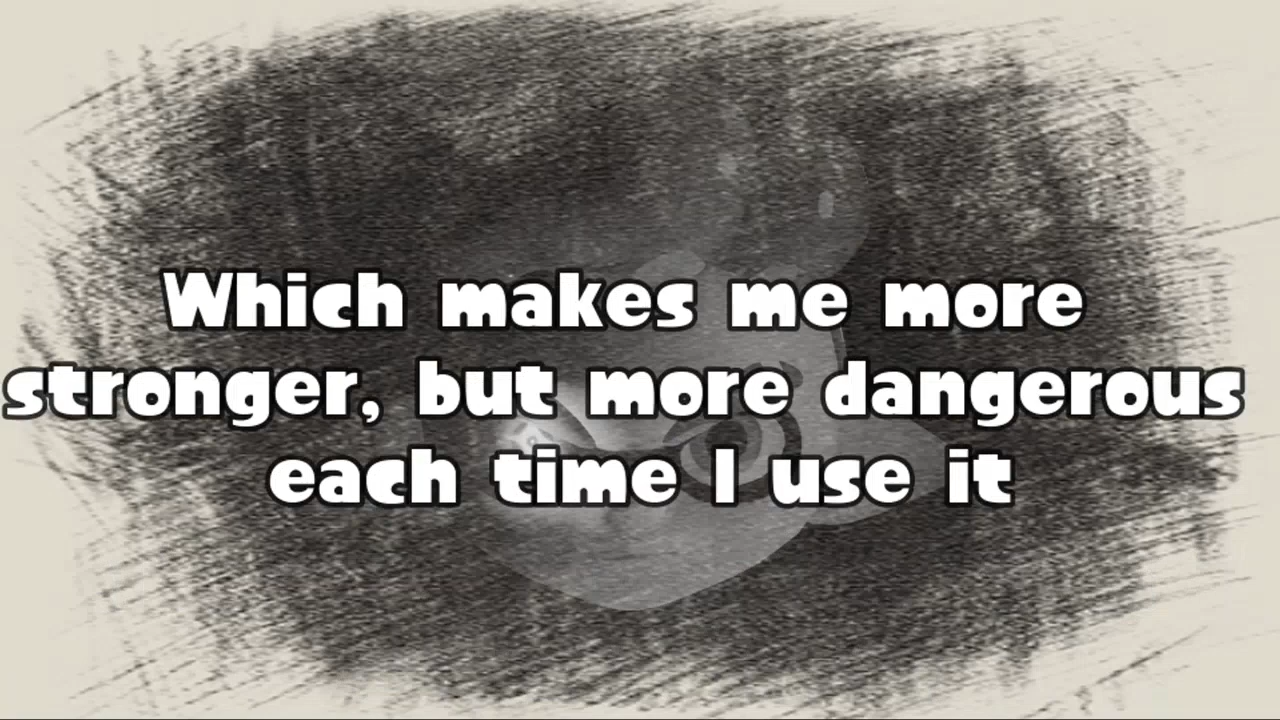 Which makes me more
stronger, but more dangerous
each time I use it